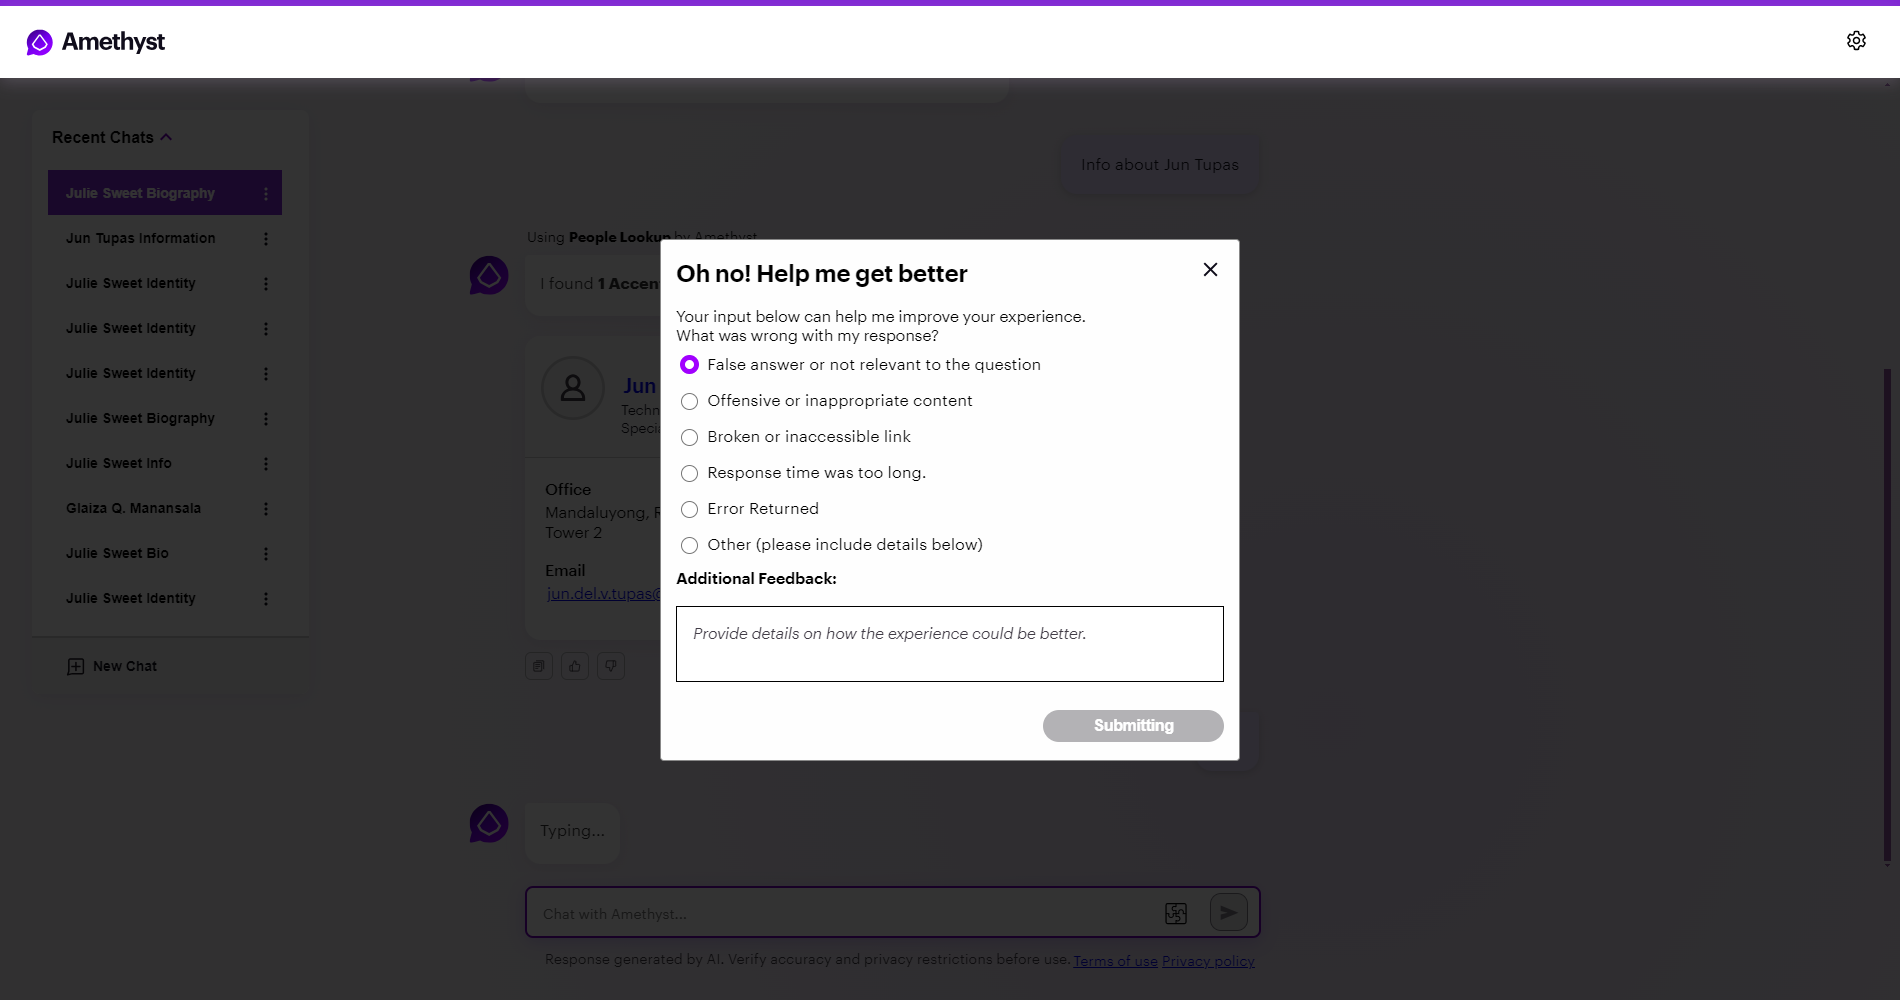 Amethyst
Recent Chats
Julie Sweet Biography
Jun Tupas Information
Julie Sweet Identity
Julie Sweet Identity
Julie Sweet Identity
Julie Sweet Biography
Julie Sweet Info
Glaiza Q. Manansala
Julie Sweet Bio
Julie Sweet Identity
New Chat
Info about Jun Tupas
Using People Lookup by Amethyst
I found 1 Accen
Jun
Techn
Specia
Office
Mandaluyong,
Tower 2
Email
jun.del.v.tupas@
Oh no! Help me get better
Your input below can help me improve your experience.
What was wrong with my response?
False answer or not relevant to the question
Offensive or inappropriate content
Broken or inaccessible link
Response time was too long.
Error Returned
Other (please include details below)
Additional Feedback:
Provide details on how the experience could be better.
Submitting
Typing...
Chat with Amethyst...
Response generated by AI. Verify accuracy and privacy restrictions before use. Terms of use Privacy policy